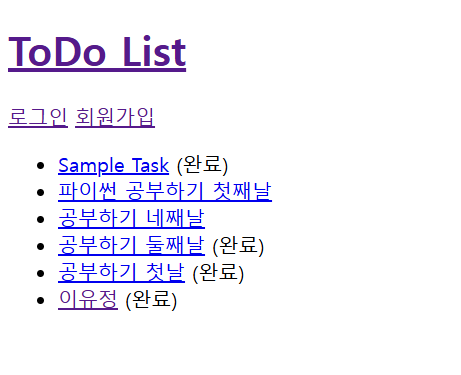 ToDo List
로그인 회원가입
Sample Task (완료)
파이썬 공부하기 첫째날
공부하기 네째날
공부하기 둘째날 (완료)
공부하기 첫날 (완료)
이유정 (완료)